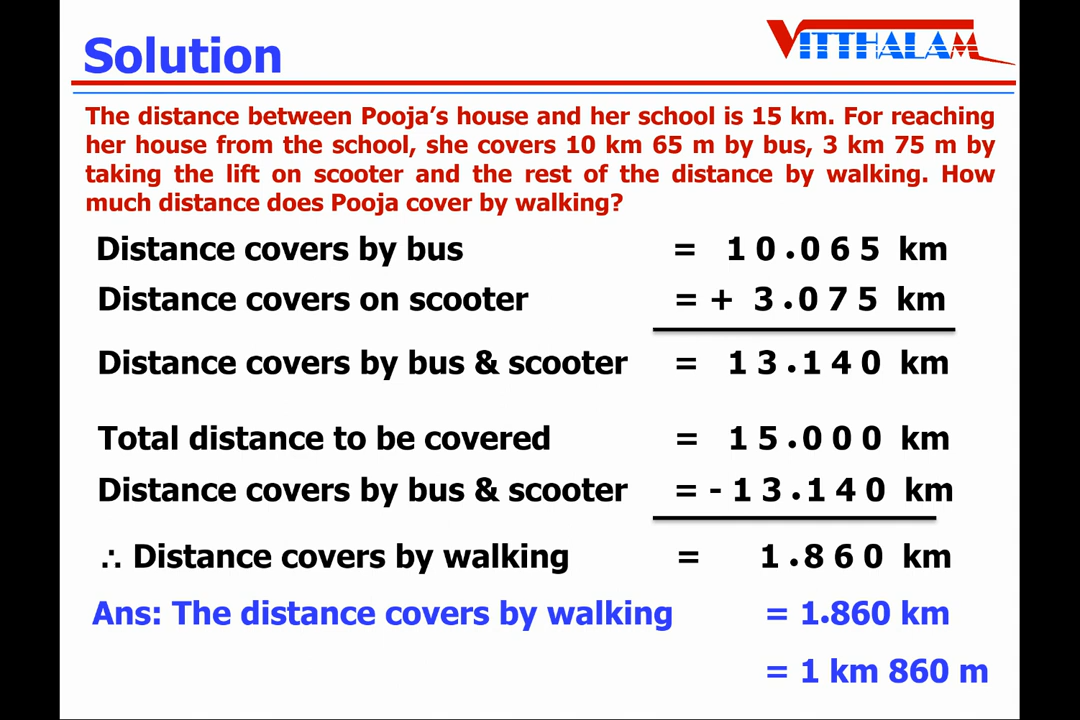 Solution
VITTHALAM
The distance between Pooja's house and her school is 15 km. For reaching
her house from the school, she covers 10 km 65 m by bus, 3 km 75 m by
taking the lift on scooter and the rest of the distance by walking. How
much distance does Pooja cover by walking?
Distance covers by bus = 10.065 km
Distance covers on scooter = + 3.075 km
Distance covers by bus & scooter = 13.140 km
Total distance to be covered = 15.000 km
Distance covers by bus & scooter = - 13.140 km
∴ Distance covers by walking = 1.860 km
Ans: The distance covers by walking = 1.860 km
= 1 km 860 m